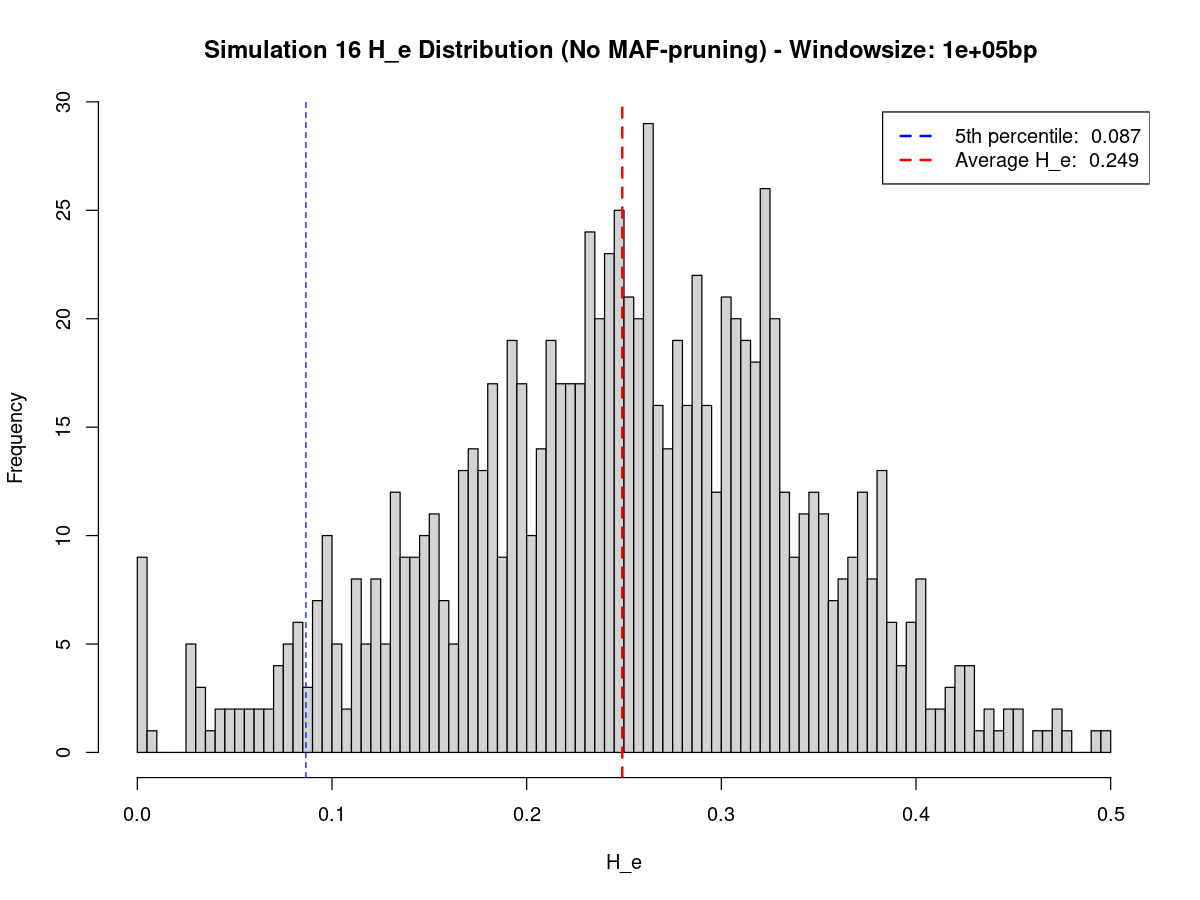 Simulation 16 H_e Distribution (No MAF-pruning) - Windowsize: 1e+05bp
5th percentile: 0.087
Average H_e: 0.249
Frequency
30
25
20
15
10
5
0
0.0 0.1 0.2 0.3 0.4 0.5
H_e